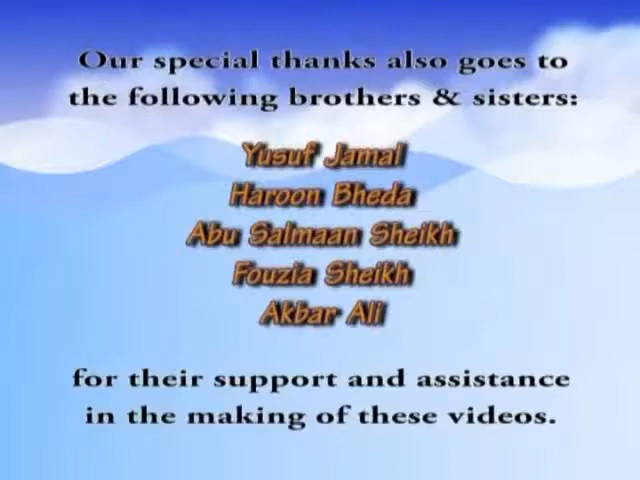 Our special thanks also goes to
the following brothers & sisters:
Yusuf Jamal
Haroon Bheda
Abu Salmaan Sheikh
Fouzia Sheikh
Akbar Ali
for their support and assistance
in the making of these videos.